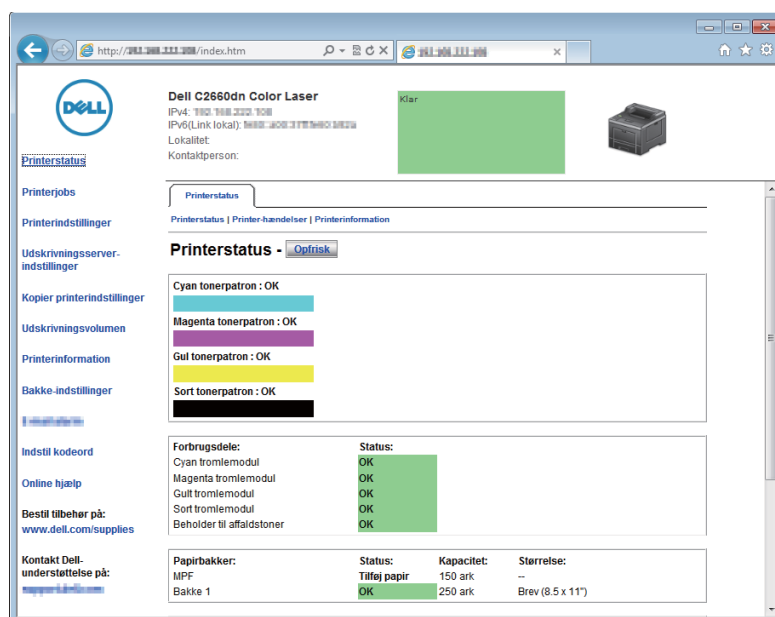 http:// /index.htm
DELL
Dell C2660dn Color Laser
IPv4:
IPv6(Link lokal):
Lokalitet:
Kontaktperson:
Klar
Printerstatus
Printerjobs
Printerindstillinger
Udskrivningsserver-
indstillinger
Kopier printerindstillinger
Udskrivningsvolumen
Printerinformation
Bakke-indstillinger
Indstil kodeord
Online hjælp
Bestil tilbehør på:
www.dell.com/supplies
Kontakt Dell-
understøttelse på:
Printerstatus
Printerstatus | Printer-hændelser | Printerinformation
Printerstatus - Opfrisk
Cyan tonerpatron : OK
Magenta tonerpatron : OK
Gul tonerpatron : OK
Sort tonerpatron : OK
Forbrugsdele: Status:
Cyan tromlemodul OK
Magenta tromlemodul OK
Gult tromlemodul OK
Sort tromlemodul OK
Beholder til affaldstoner OK
Papirbakker: Status: Kapacitet: Størrelse:
MPF Tilføj papir 150 ark --
Bakke 1 OK 250 ark Brev (8.5 x 11")